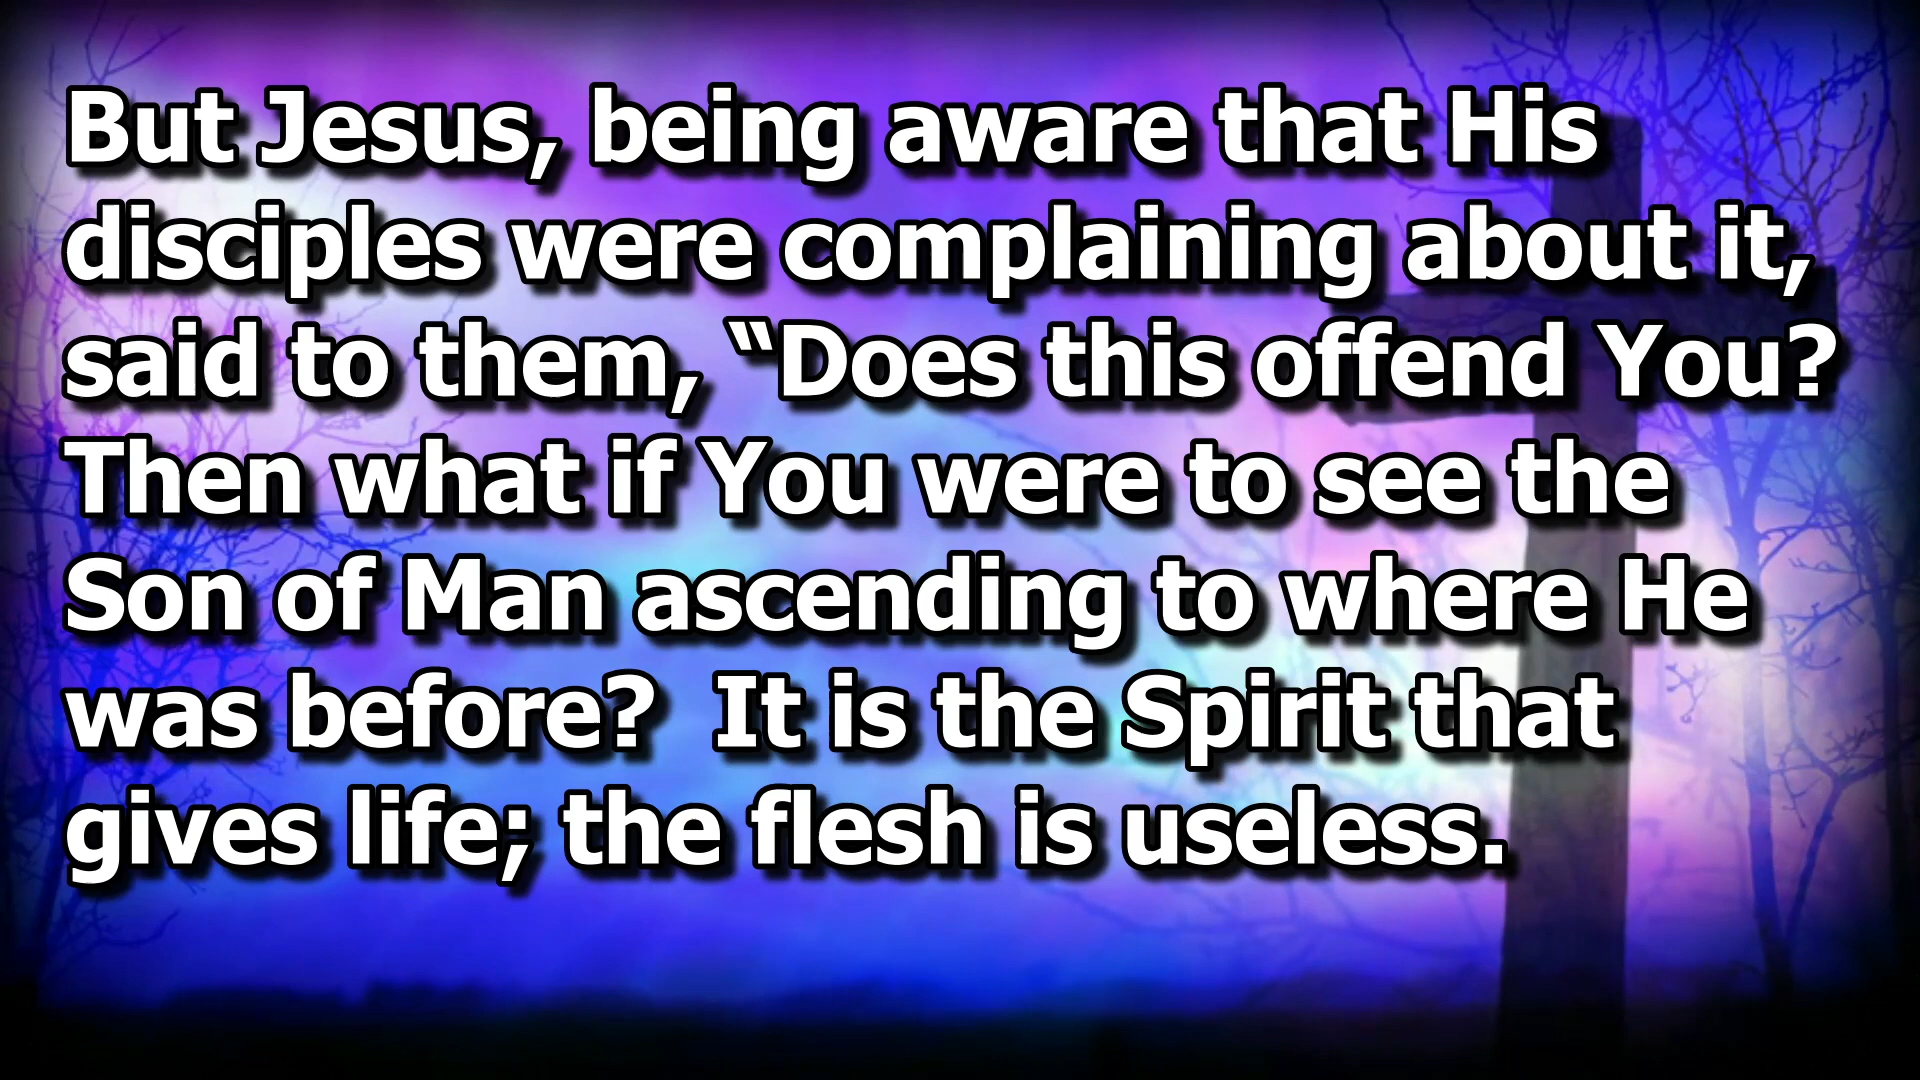 But Jesus, being aware that His
disciples were complaining about it,
said to them, “Does this offend You?
Then what if You were to see the
Son of Man ascending to where He
was before?  It is the Spirit that
gives life; the flesh is useless.